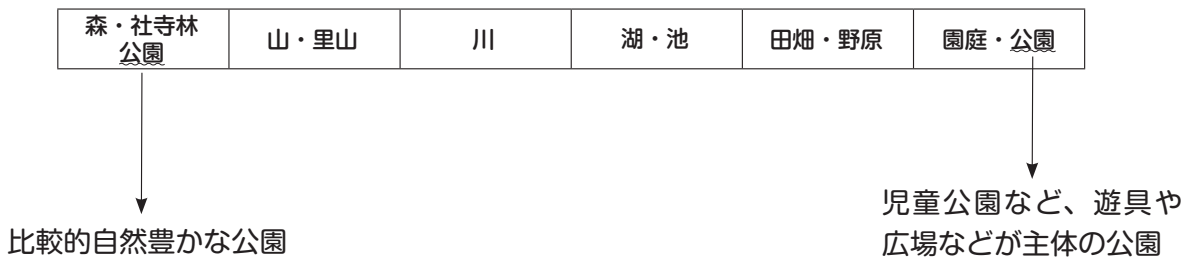 森・社寺林
公園
山・里山
川
湖・池
田畑・野原
園庭・公園
比較的自然豊かな公園
児童公園など、遊具や
広場などが主体の公園